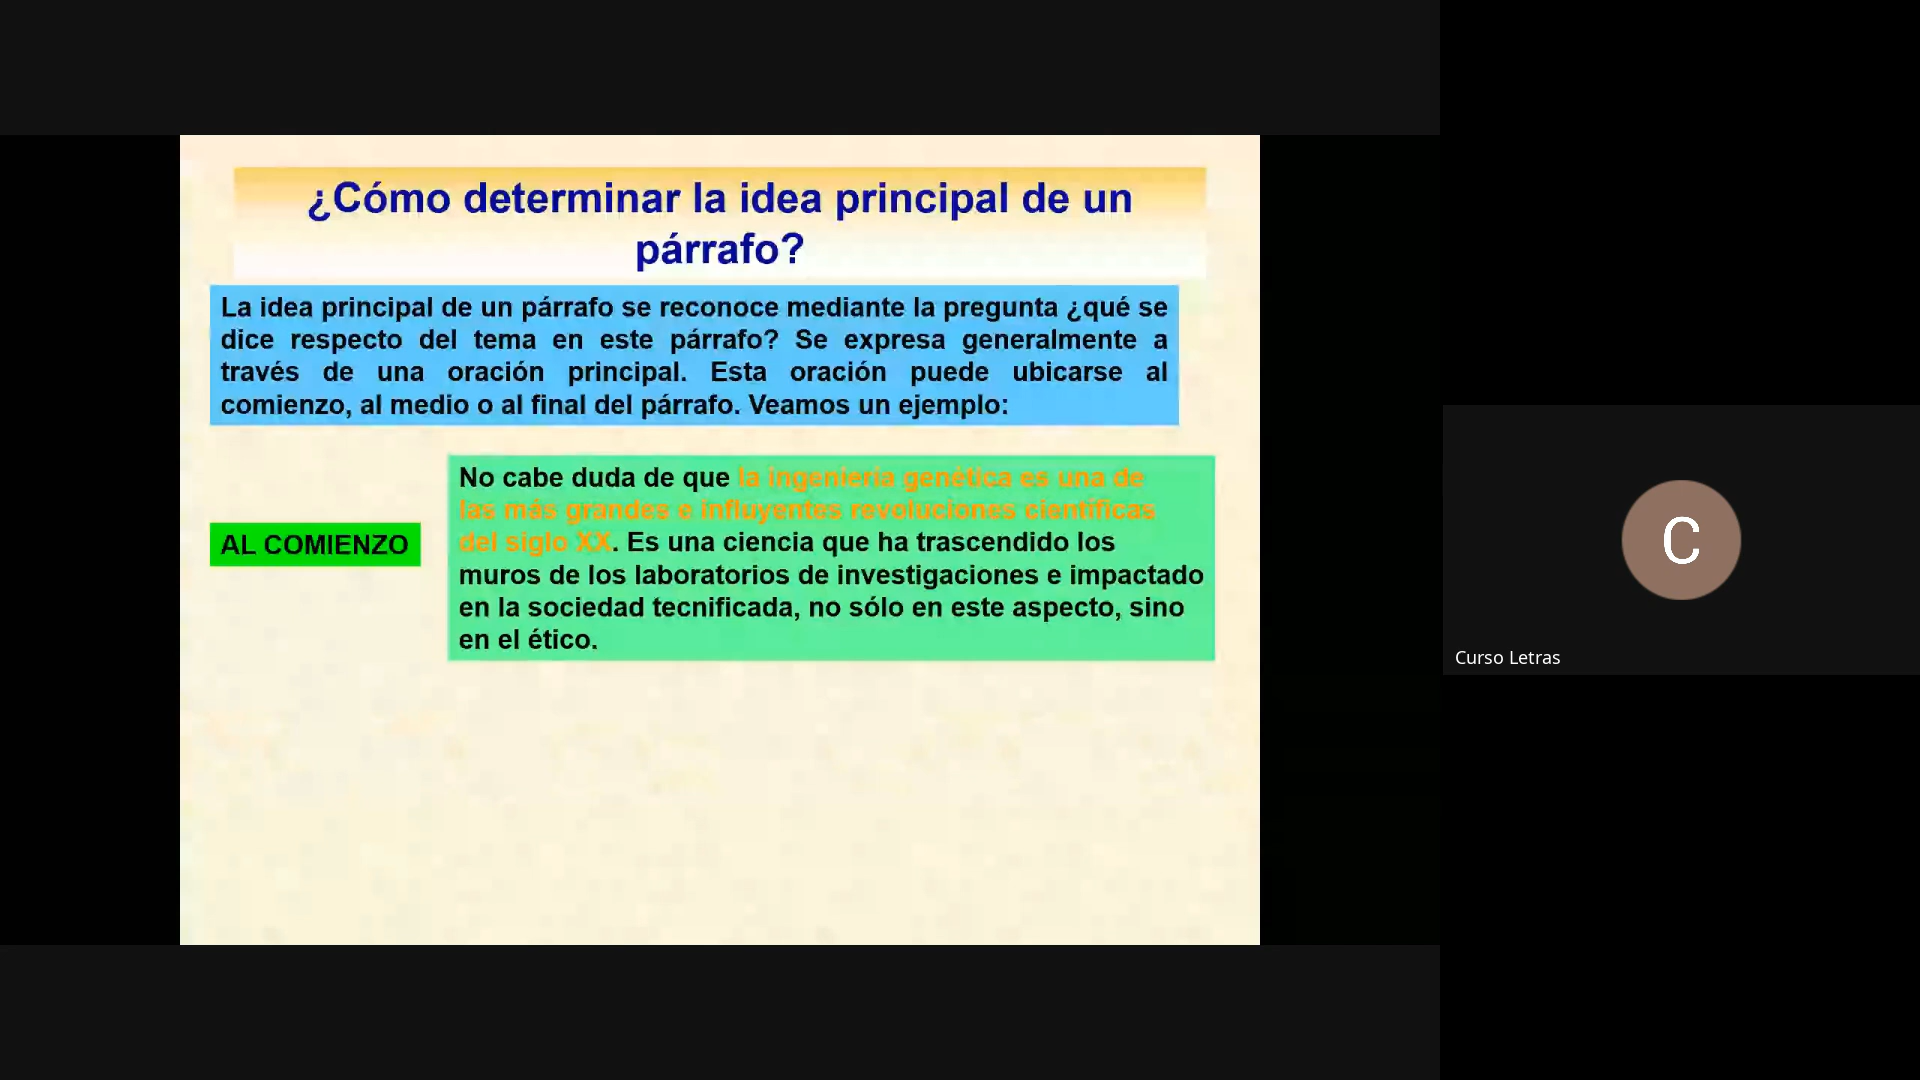 ¿Cómo determinar la idea principal de un
párrafo?
La idea principal de un párrafo se reconoce mediante la pregunta ¿qué se
dice respecto del tema en este párrafo? Se expresa generalmente a
través de una oración principal. Esta oración puede ubicarse al
comienzo, al medio o al final del párrafo. Veamos un ejemplo:
AL COMIENZO
No cabe duda de que la ingeniería genética es una de
las más grandes e influyentes revoluciones científicas
del siglo XX. Es una ciencia que ha trascendido los
muros de los laboratorios de investigaciones e impactado
en la sociedad tecnificada, no sólo en este aspecto, sino
en el ético.
C
Curso Letras